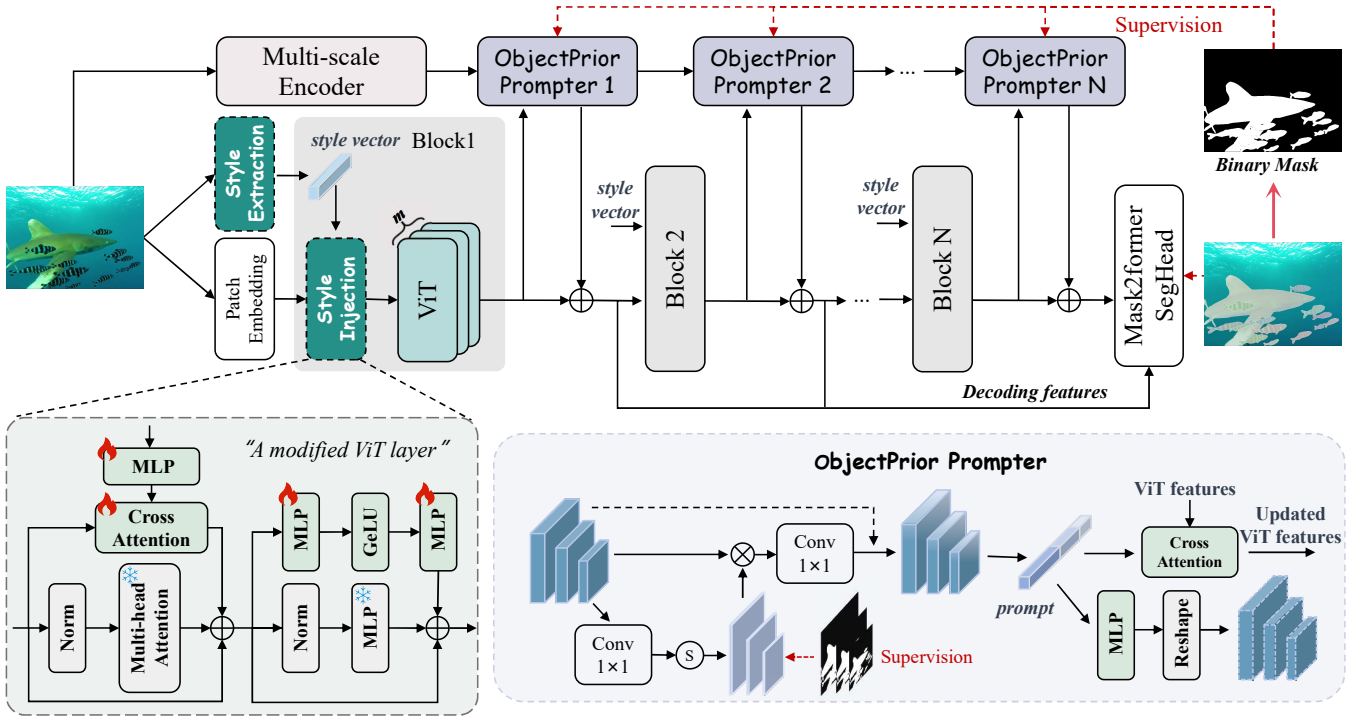 Supervision
Multi-scale
Encoder
ObjectPrior
Prompter 1
ObjectPrior
Prompter 2
...
ObjectPrior
Prompter N
Binary Mask
Style
Extraction
style vector
Block1
Patch
Embedding
Style
Injection
m
ViT
style
vector
Block 2
...
style
vector
Block N
Mask2former
SegHead
Decoding features
"A modified ViT layer"
MLP
Cross
Attention
Norm
Multi-head
Attention
MLP
GeLU
MLP
Norm
MLP
ObjectPrior Prompter
Conv
1×1
S
Conv
1×1
Supervision
prompt
ViT features
Cross
Attention
Updated
ViT features
MLP
Reshape